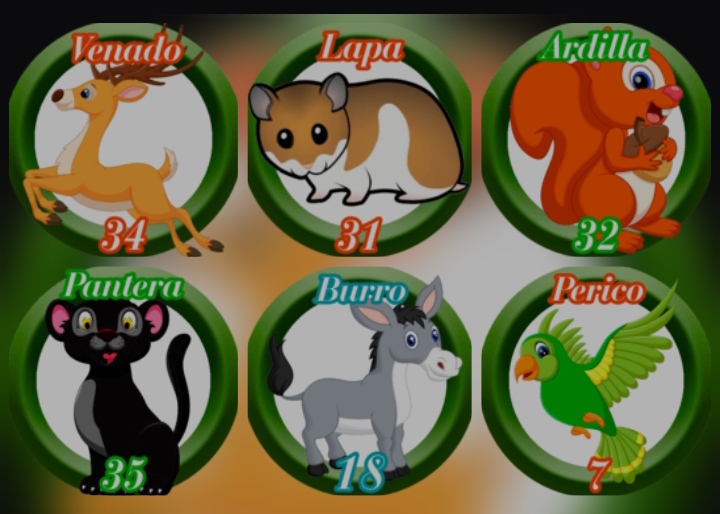 Venado
Lapa
Ardilla
34
31
32
Pantera
Burro
Perico
35
18
7